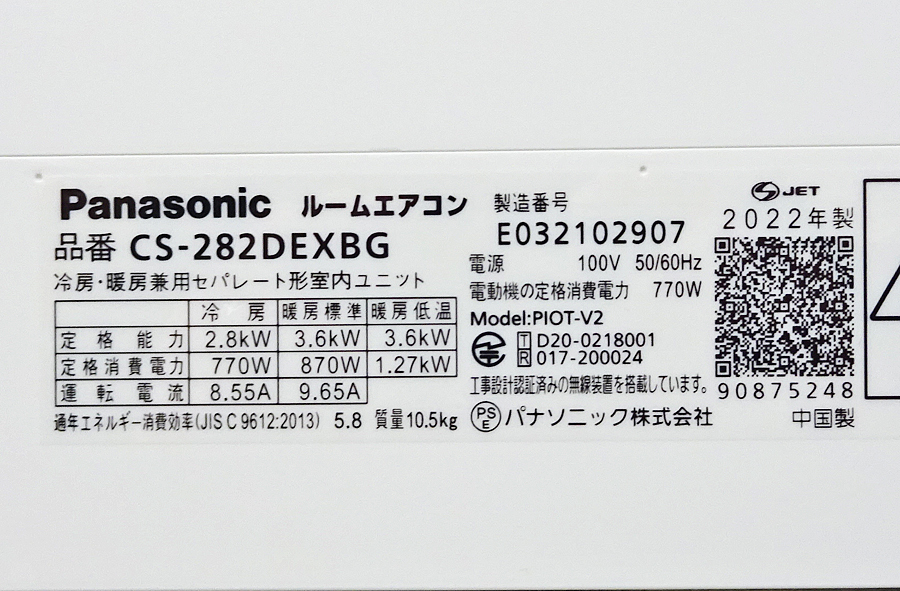 Panasonic ルームエアコン
品番 CS-282DEXBG
冷房・暖房兼用セパレート形室内ユニット
冷房 暖房標準 暖房低温
定格能力 2.8kW 3.6kW 3.6kW
定格消費電力 770W 870W 1.27kW
運転電流 8.55A 9.65A
通年エネルギー消費効率(JIS C 9612:2013) 5.8 質量10.5kg
製造番号
E032102907
電源 100V 50/60Hz
電動機の定格消費電力 770W
Model:PIOT-V2
T D20-0218001
R 017-200024
工事設計認証済みの無線装置を搭載しています。
PSE パナソニック株式会社
JET
2022年製
90875248
中国製